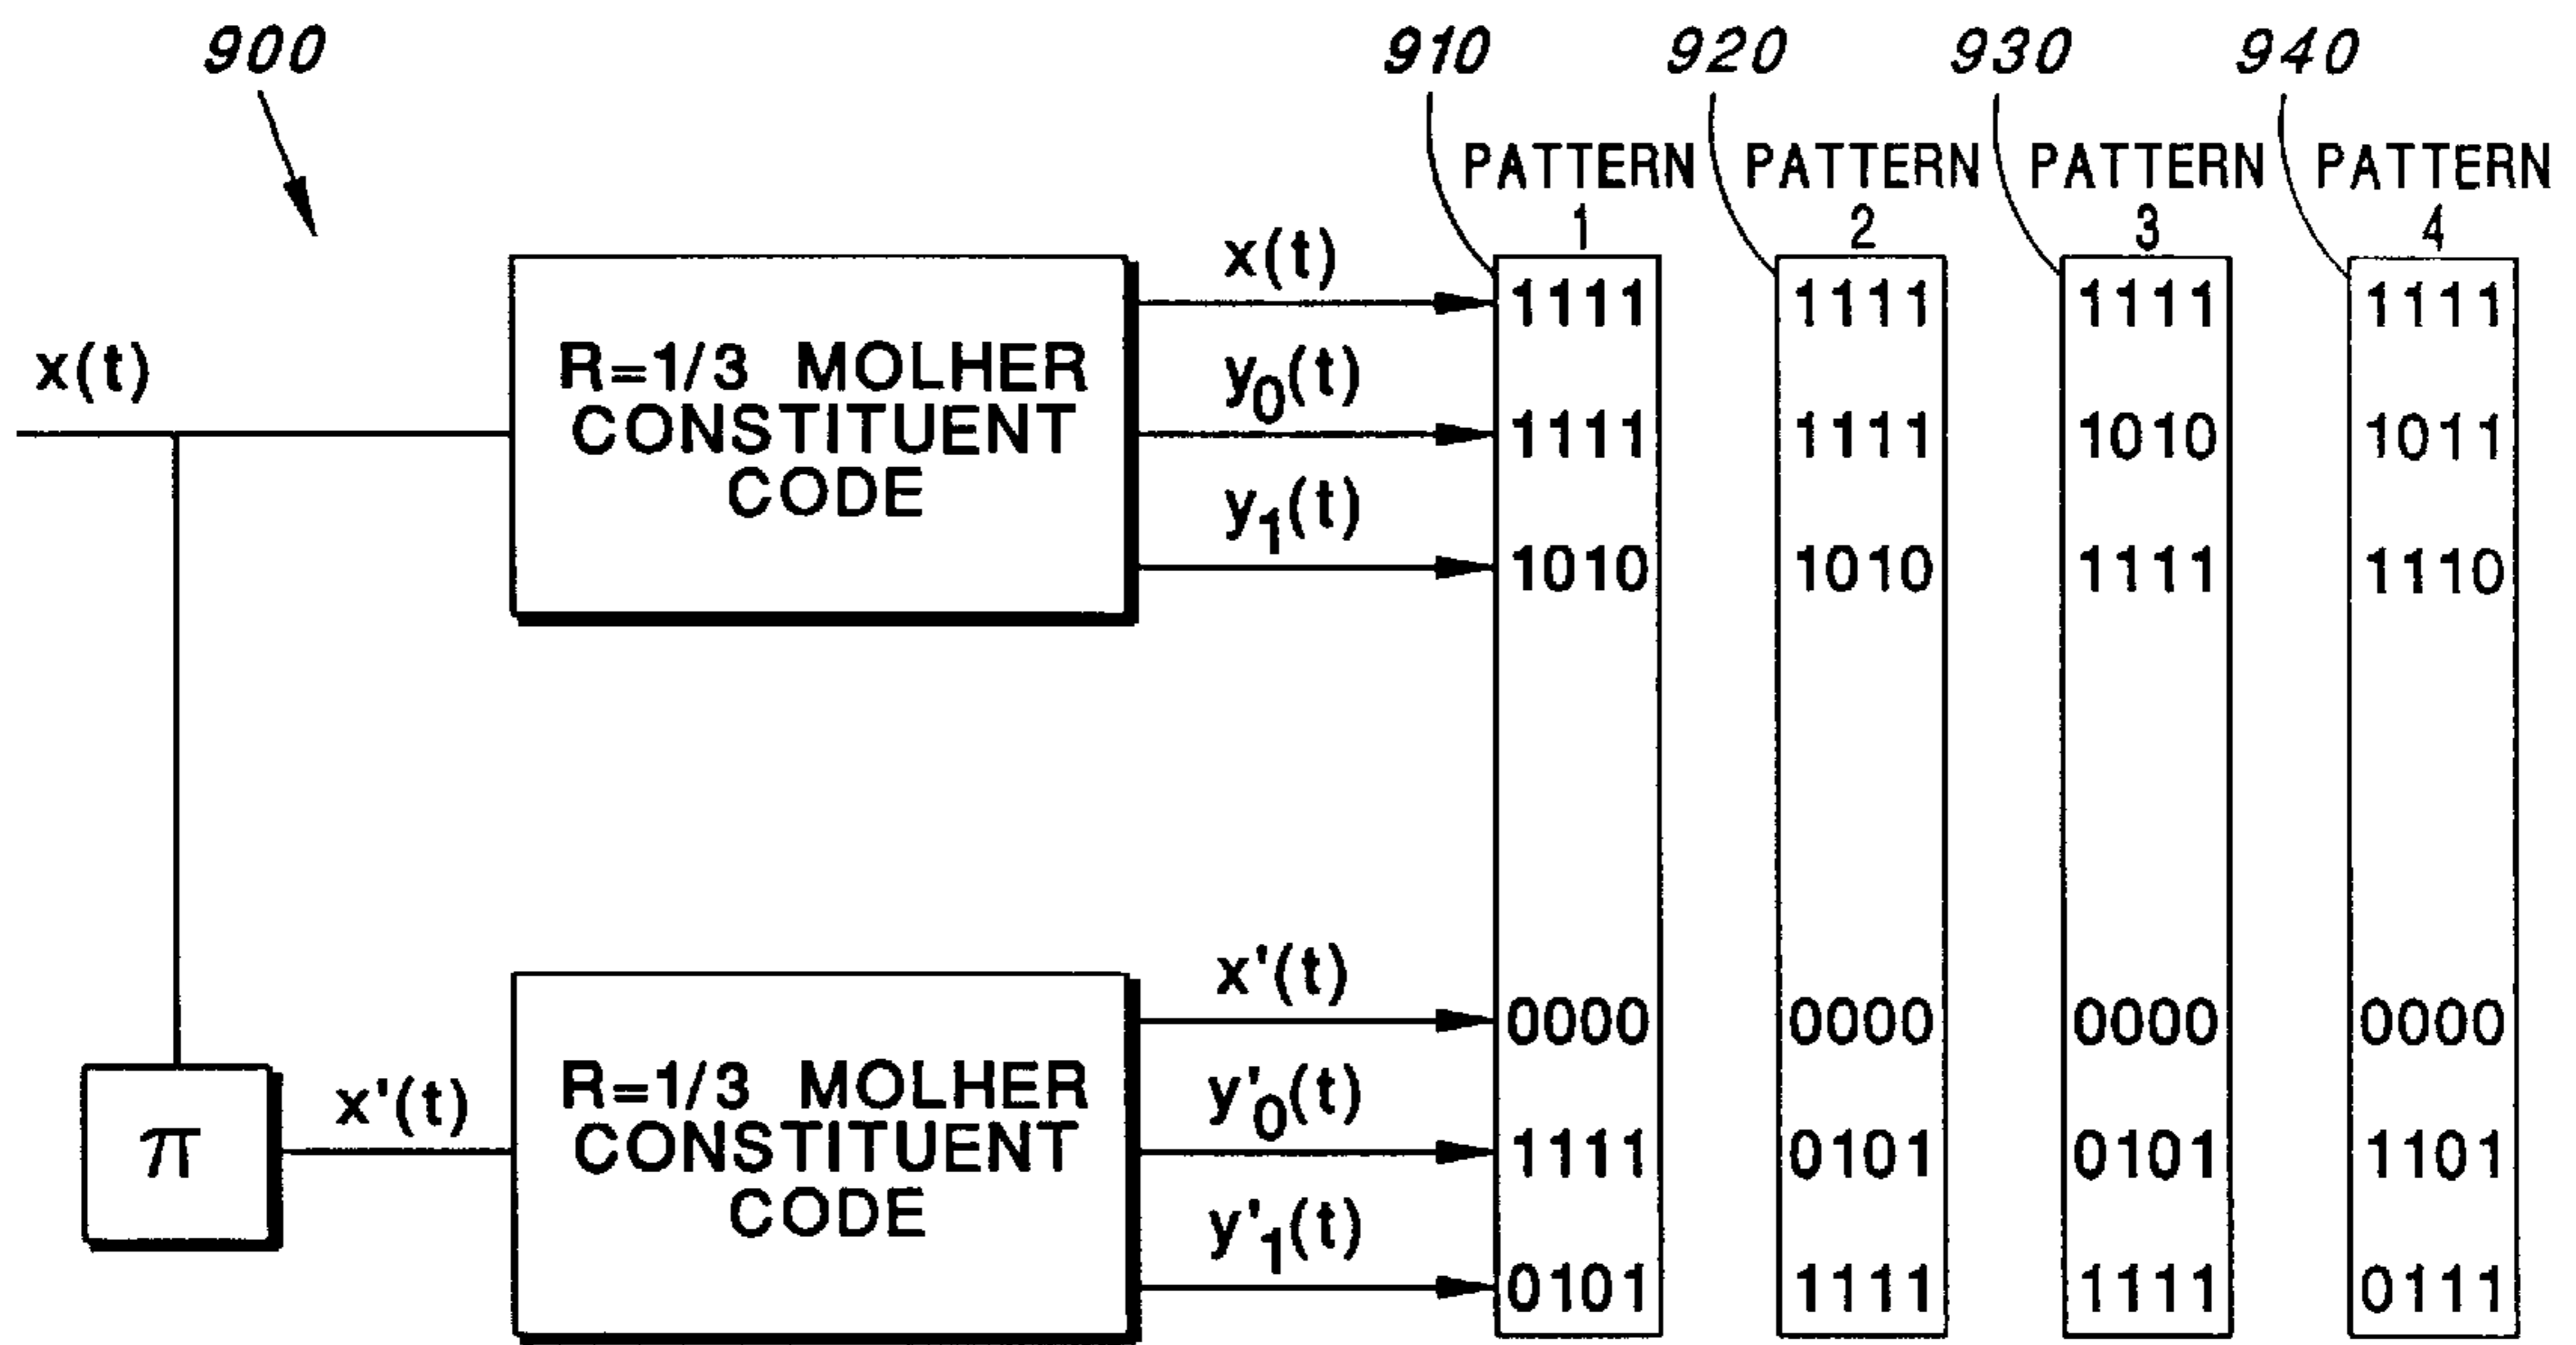 900 910 920 930 940
PATTERN 1 PATTERN 2 PATTERN 3 PATTERN 4
x(t)
R=1/3 MOLHER
CONSTITUENT
CODE
x(t) 1111 1111 1111 1111
y0(t) 1111 1111 1010 1011
y1(t) 1010 1010 1111 1110
π
x'(t)
R=1/3 MOLHER
CONSTITUENT
CODE
x'(t) 0000 0000 0000 0000
y'0(t) 1111 0101 0101 1101
y'1(t) 0101 1111 1111 0111